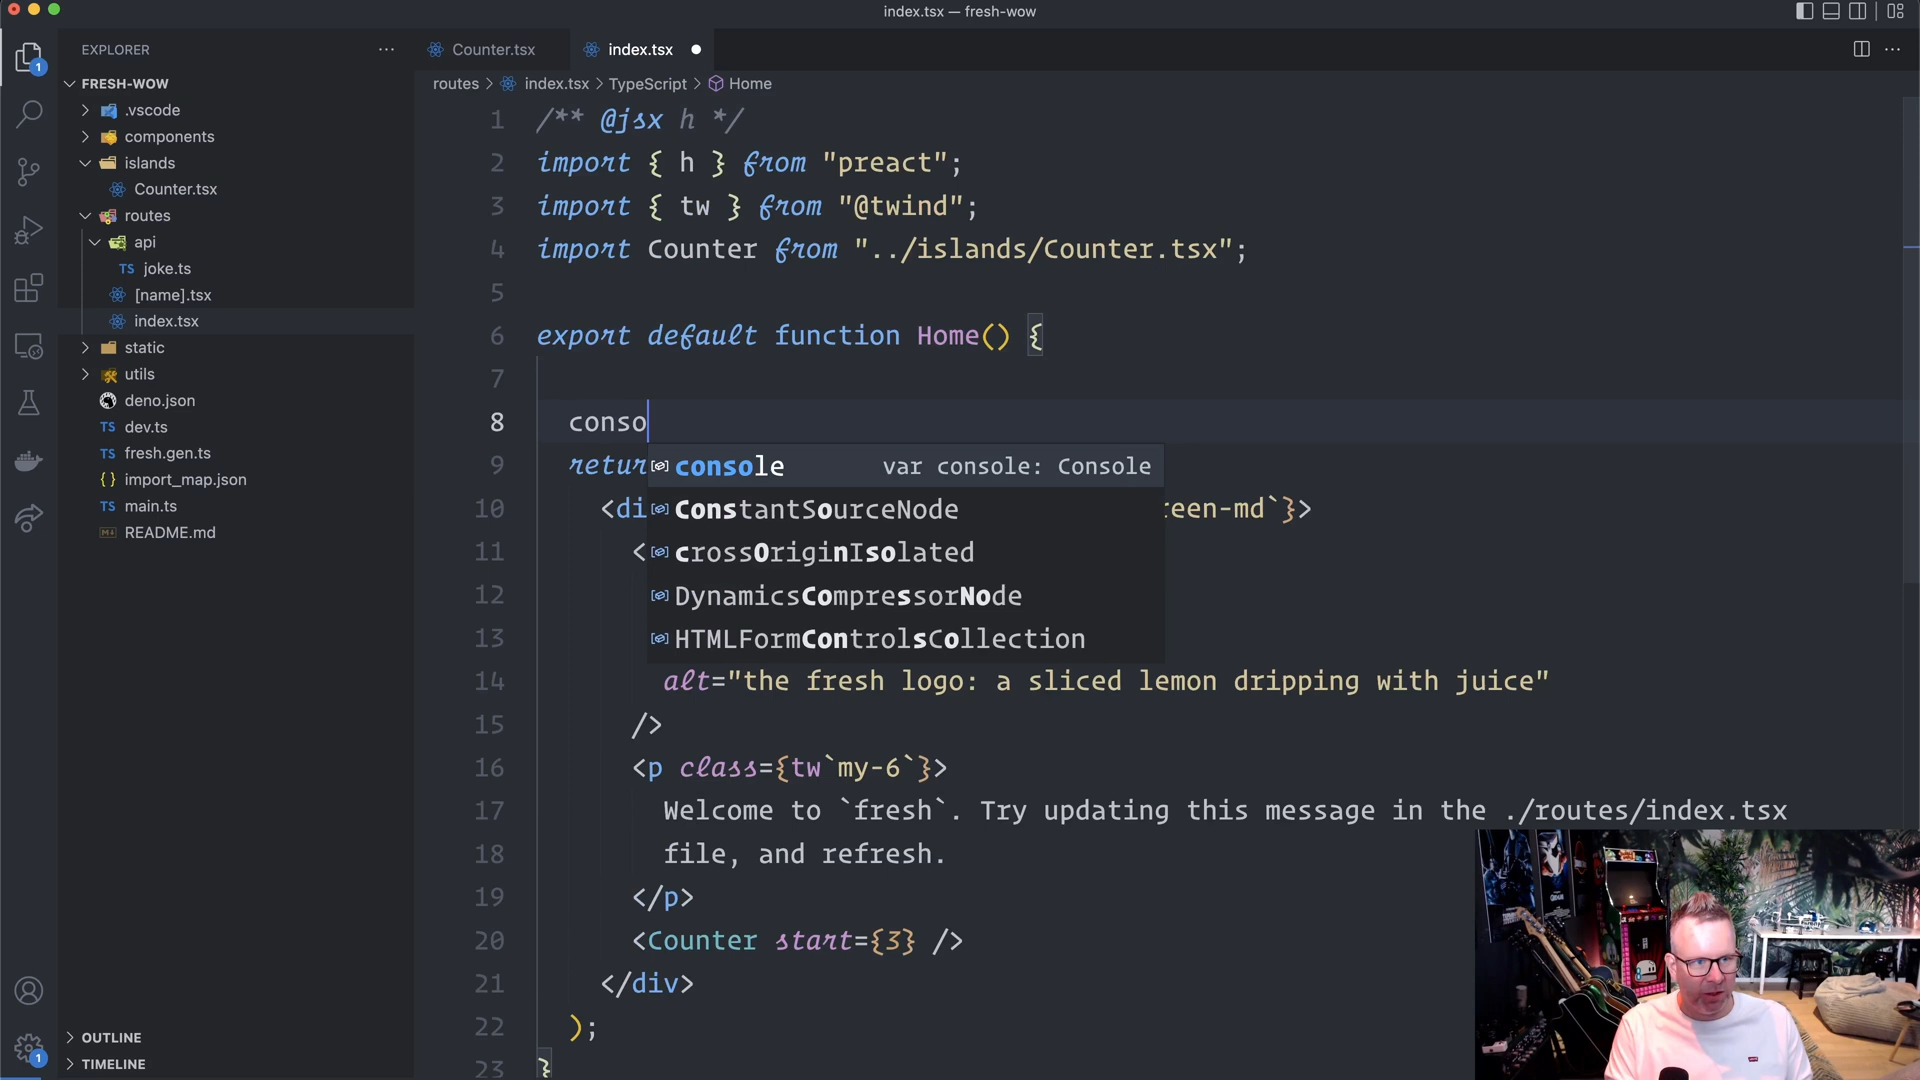 index.tsx — fresh-wow
EXPLORER
FRESH-WOW
.vscode
components
islands
Counter.tsx
routes
api
TS joke.ts
[name].tsx
index.tsx
static
utils
deno.json
TS dev.ts
TS fresh.gen.ts
{ } import_map.json
TS main.ts
README.md
OUTLINE
TIMELINE
1
1
Counter.tsx
index.tsx
routes > index.tsx > TypeScript > Home
1 /** @jsx h */
2 import { h } from "preact";
3 import { tw } from "@twind";
4 import Counter from "../islands/Counter.tsx";
5
6 export default function Home() {
7
8 conso
9 retur
console var console: Console
10 <di reen-md`}>
ConstantSourceNode
11 <
crossOriginIsolated
12
DynamicsCompressorNode
13
HTMLFormControlsCollection
14 alt="the fresh logo: a sliced lemon dripping with juice"
15 />
16 <p class={tw`my-6`}>
17 Welcome to `fresh`. Try updating this message in the ./routes/index.tsx
18 file, and refresh.
19 </p>
20 <Counter start={3} />
21 </div>
22 );
23 }